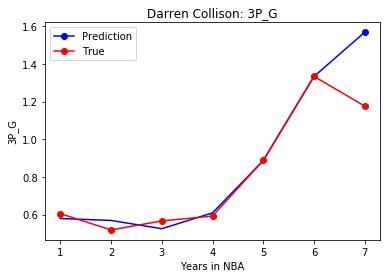 Darren Collison: 3P_G
Prediction
True
1.6
1.4
1.2
1.0
0.8
0.6
3P_G
1 2 3 4 5 6 7
Years in NBA